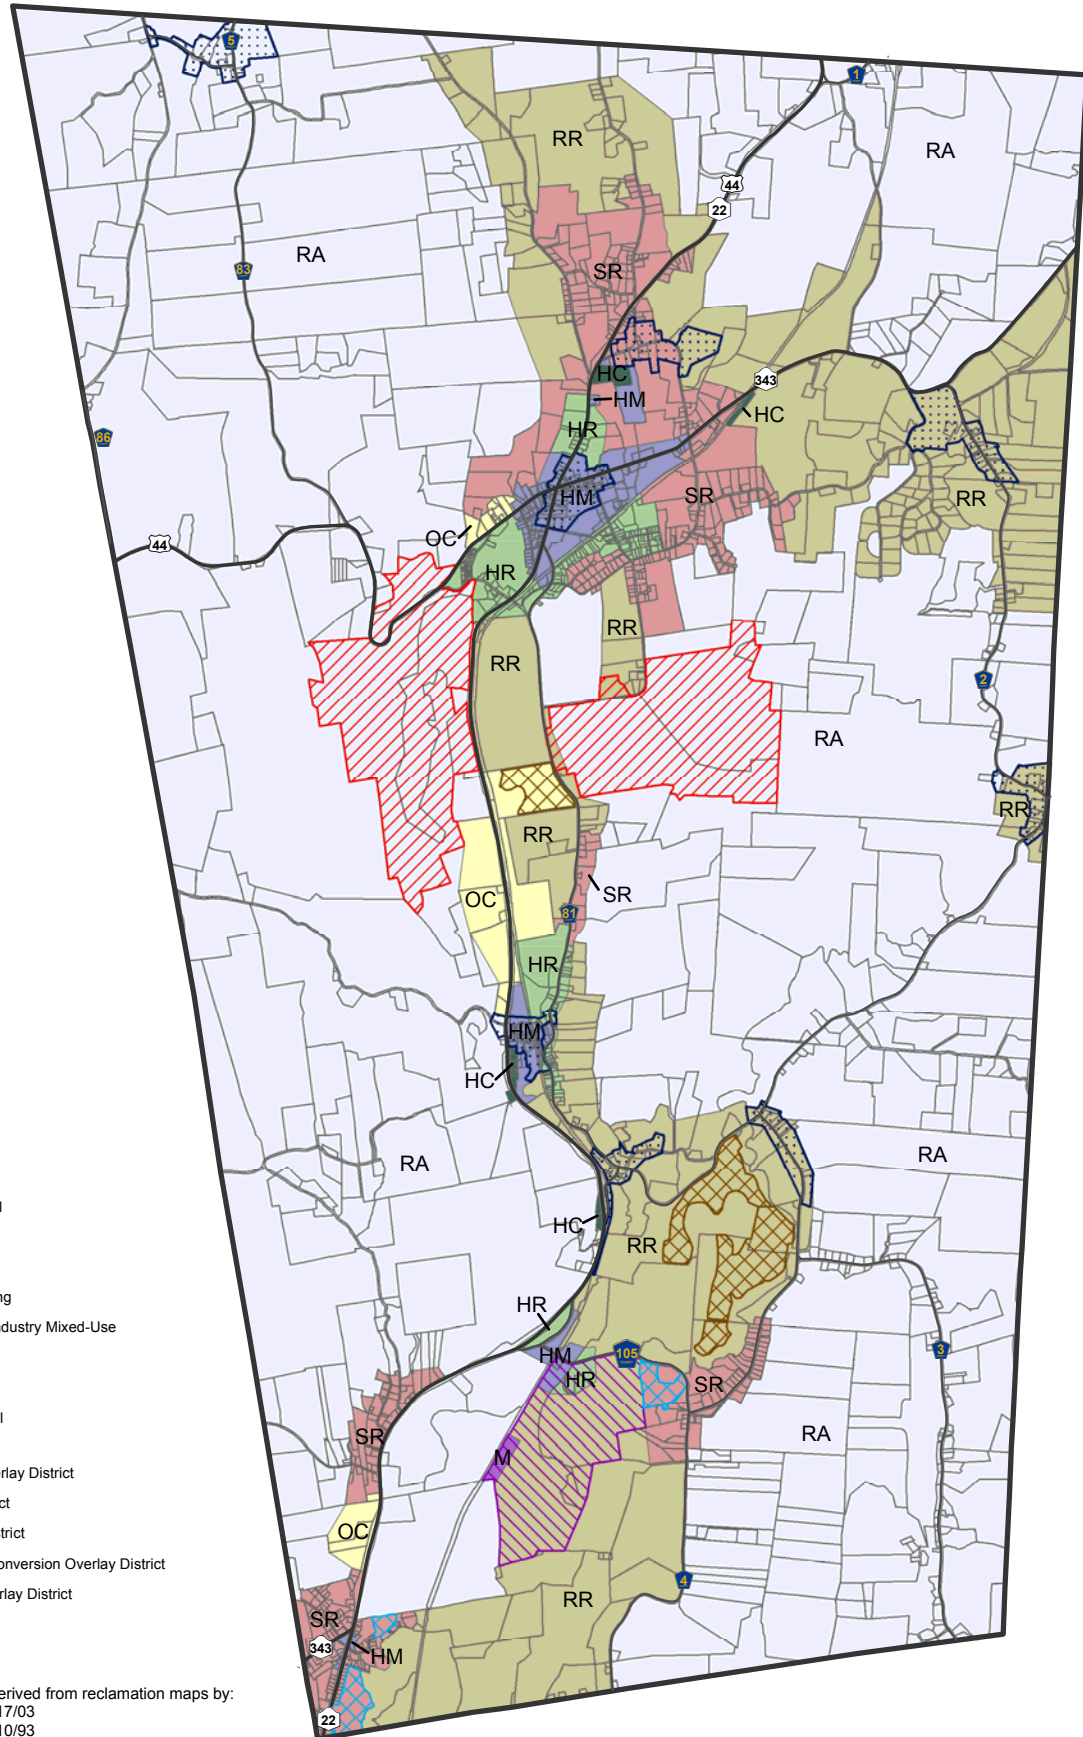 5
1
RR
RA
44
22
RA
SR
83
343
HC
HM
HC
86
HR
HM
SR
RR
OC
44
HR
RR
RR
2
RA
RR
RR
SR
OC
81
HR
HM
HC
RA
RA
HC
RR
HR
HM
105
3
HR
SR
SR
RA
M
OC
4
RR
SR
343
HM
22
l
ng
ndustry Mixed-Use
l
erlay District
ct
strict
onversion Overlay District
rlay District
erived from reclamation maps by:
17/03
10/93